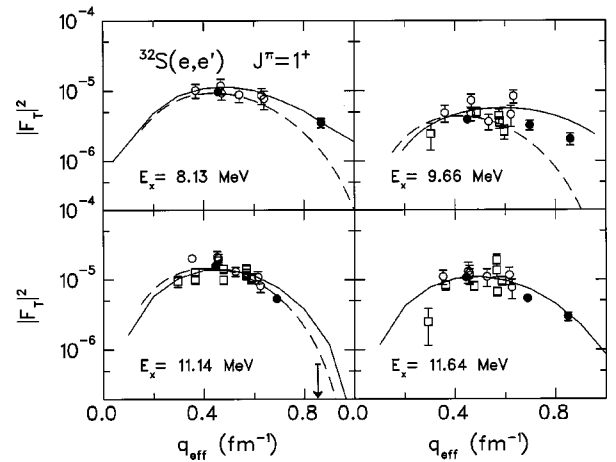 10⁻⁴
³²S(e,e′) Jᵖⁱ=1⁺
10⁻⁵
|F_T|²
10⁻⁶
E_x= 8.13 MeV
E_x= 9.66 MeV
10⁻⁴
10⁻⁵
|F_T|²
10⁻⁶
E_x= 11.14 MeV
E_x= 11.64 MeV
0.0 0.4 0.8 0.0 0.4 0.8
q_eff (fm⁻¹) q_eff (fm⁻¹)